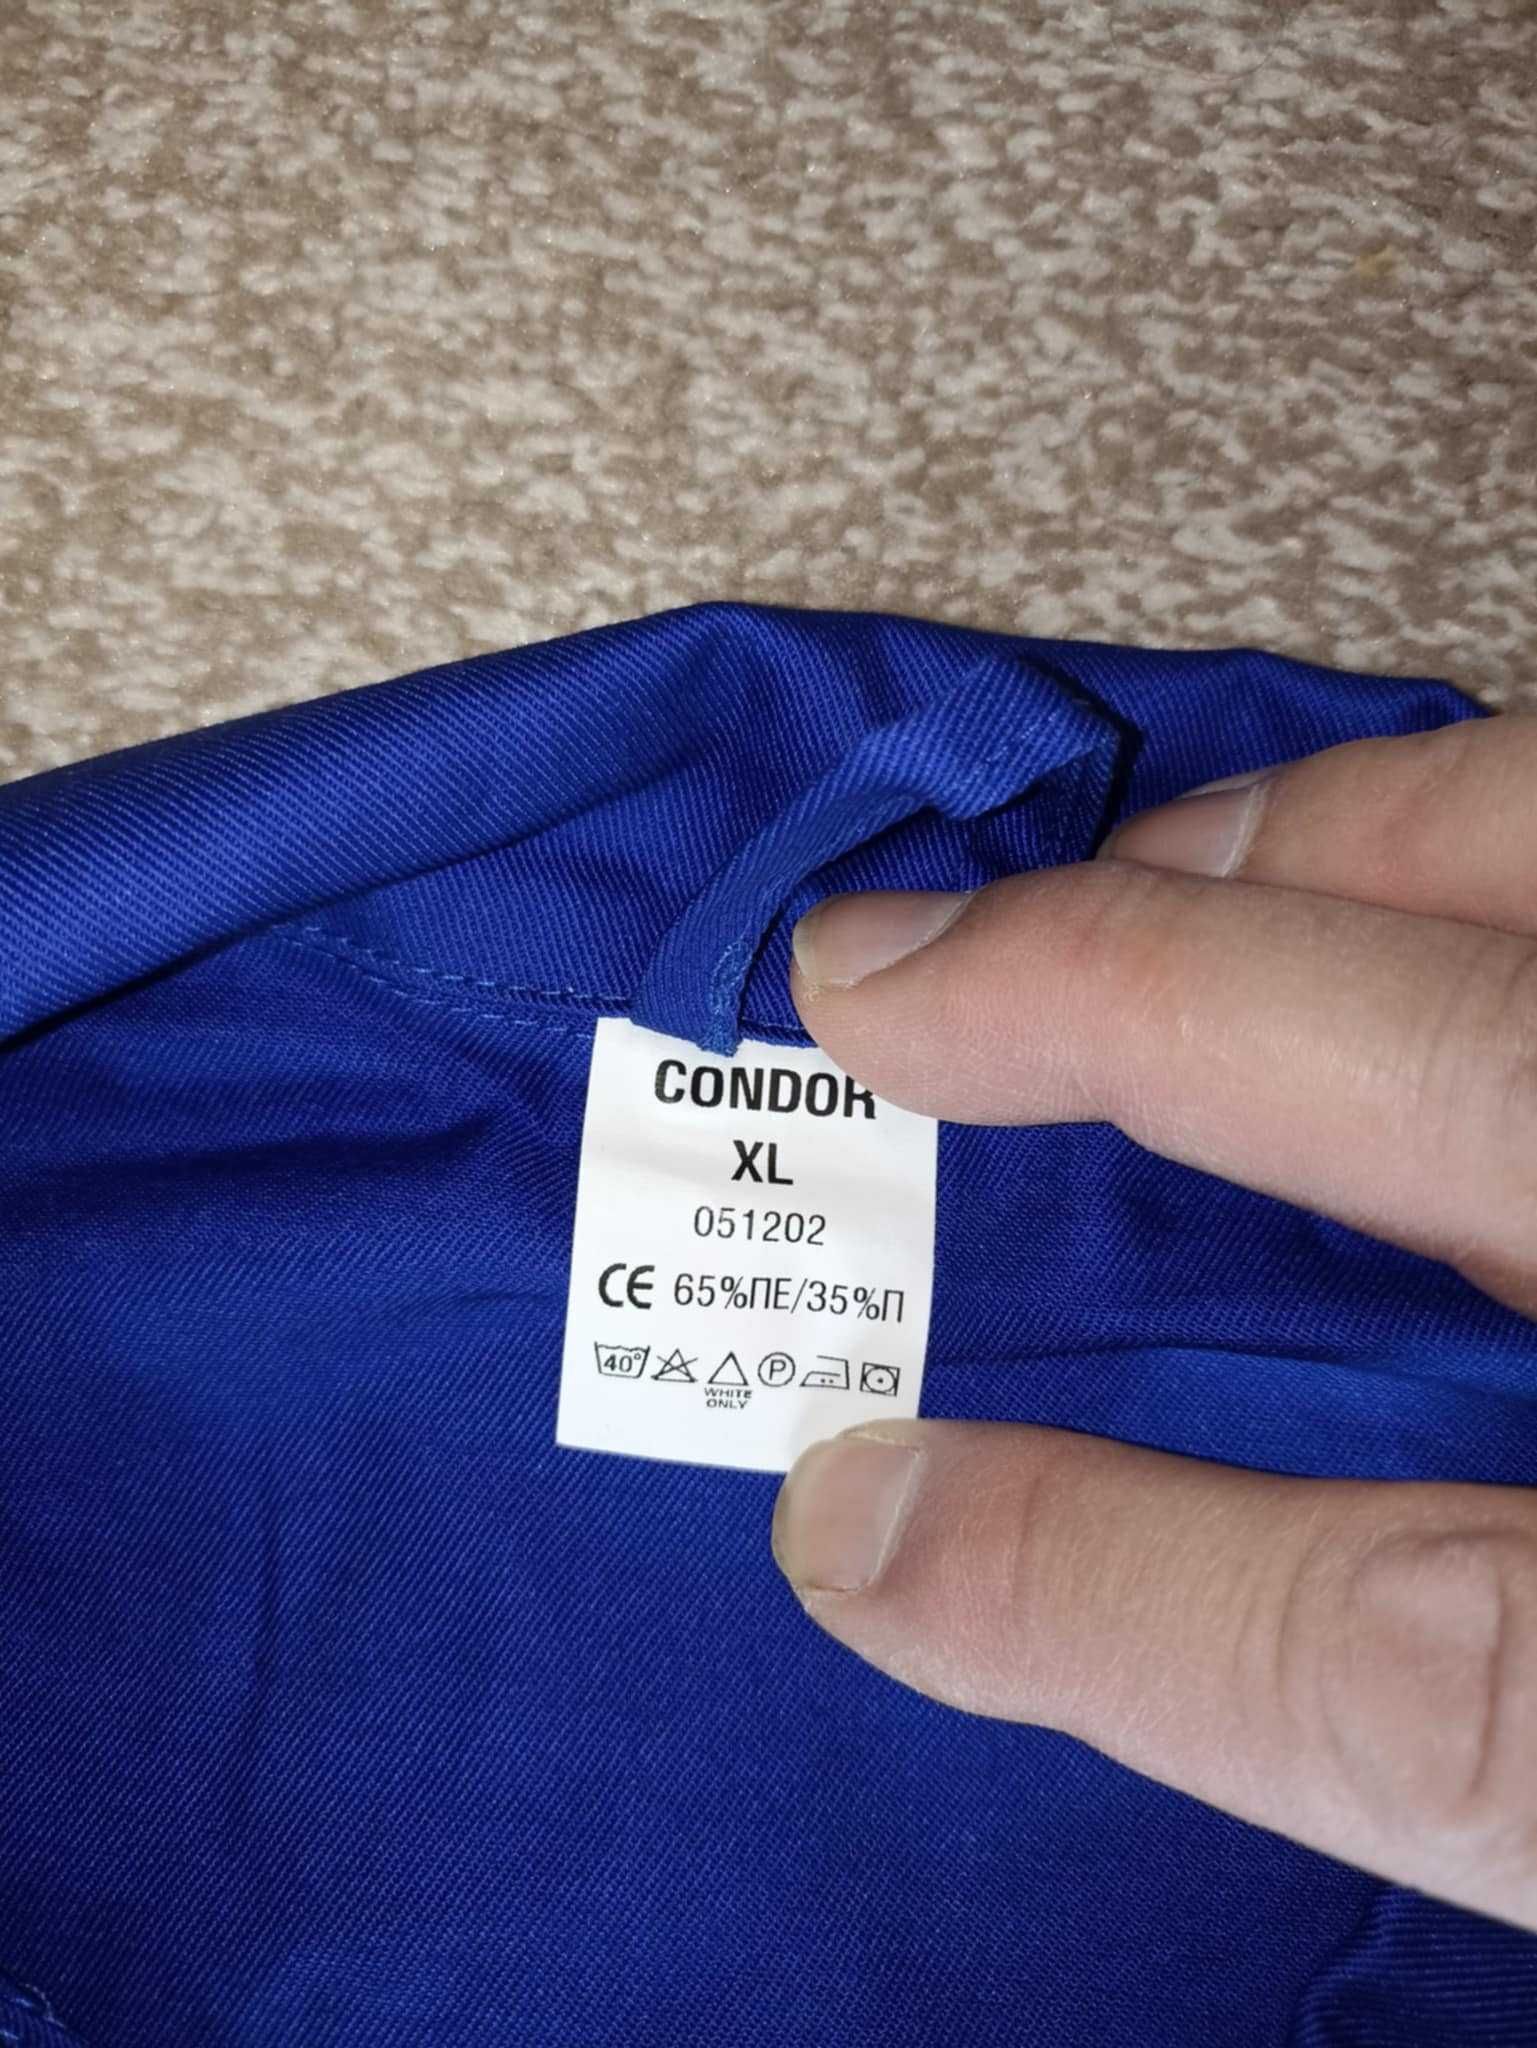 CONDOR
XL
051202
CE 65%ПЕ/35%П
40° P
WHITE
ONLY